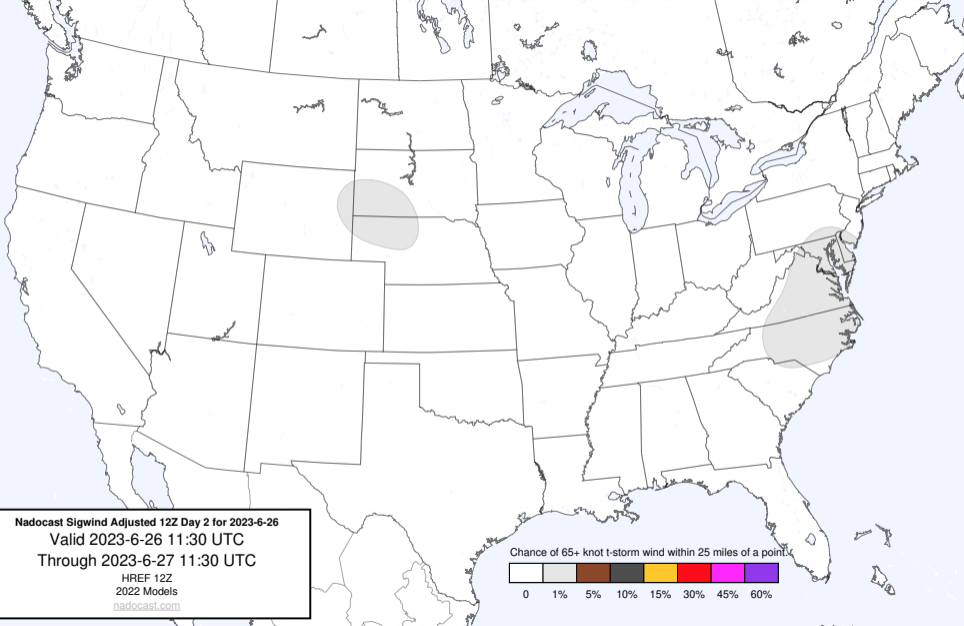 Nadocast Sigwind Adjusted 12Z Day 2 for 2023-6-26
Valid 2023-6-26 11:30 UTC
Through 2023-6-27 11:30 UTC
HREF 12Z
2022 Models
nadocast.com
Chance of 65+ knot t-storm wind within 25 miles of a point.
0 1% 5% 10% 15% 30% 45% 60%